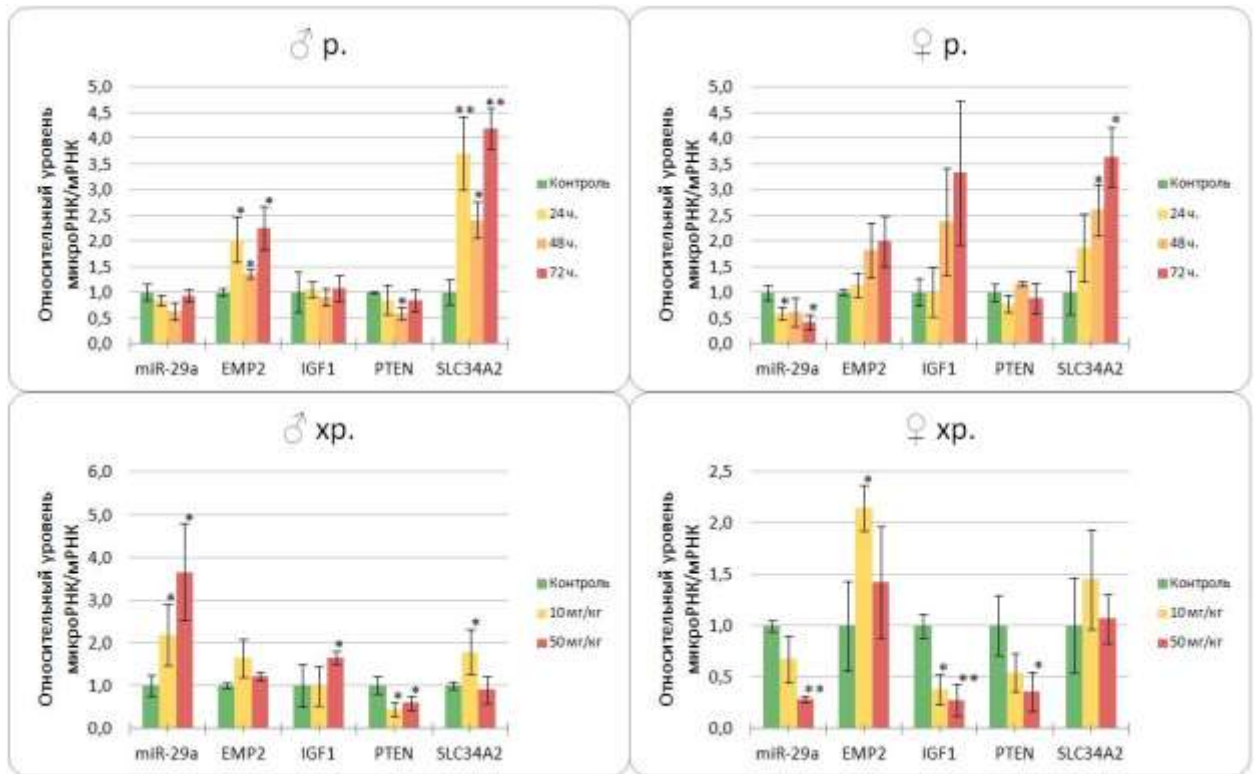 ♂ р.
Относительный уровень
микроРНК/мРНК
5,0
4,5
4,0
3,5
3,0
2,5
2,0
1,5
1,0
0,5
0,0
* * ** * **
* *
miR-29a EMP2 IGF1 PTEN SLC34A2
Контроль
24 ч.
48 ч.
72 ч.
♀ р.
Относительный уровень
микроРНК/мРНК
5,0
4,5
4,0
3,5
3,0
2,5
2,0
1,5
1,0
0,5
0,0
* * * *
miR-29a EMP2 IGF1 PTEN SLC34A2
Контроль
24 ч.
48 ч.
72 ч.
♂ хр.
Относительный уровень
микроРНК/мРНК
6,0
5,0
4,0
3,0
2,0
1,0
0,0
* * * * * *
miR-29a EMP2 IGF1 PTEN SLC34A2
Контроль
10 мг/кг
50 мг/кг
♀ хр.
Относительный уровень
микроРНК/мРНК
2,5
2,0
1,5
1,0
0,5
0,0
** * * ** *
miR-29a EMP2 IGF1 PTEN SLC34A2
Контроль
10 мг/кг
50 мг/кг